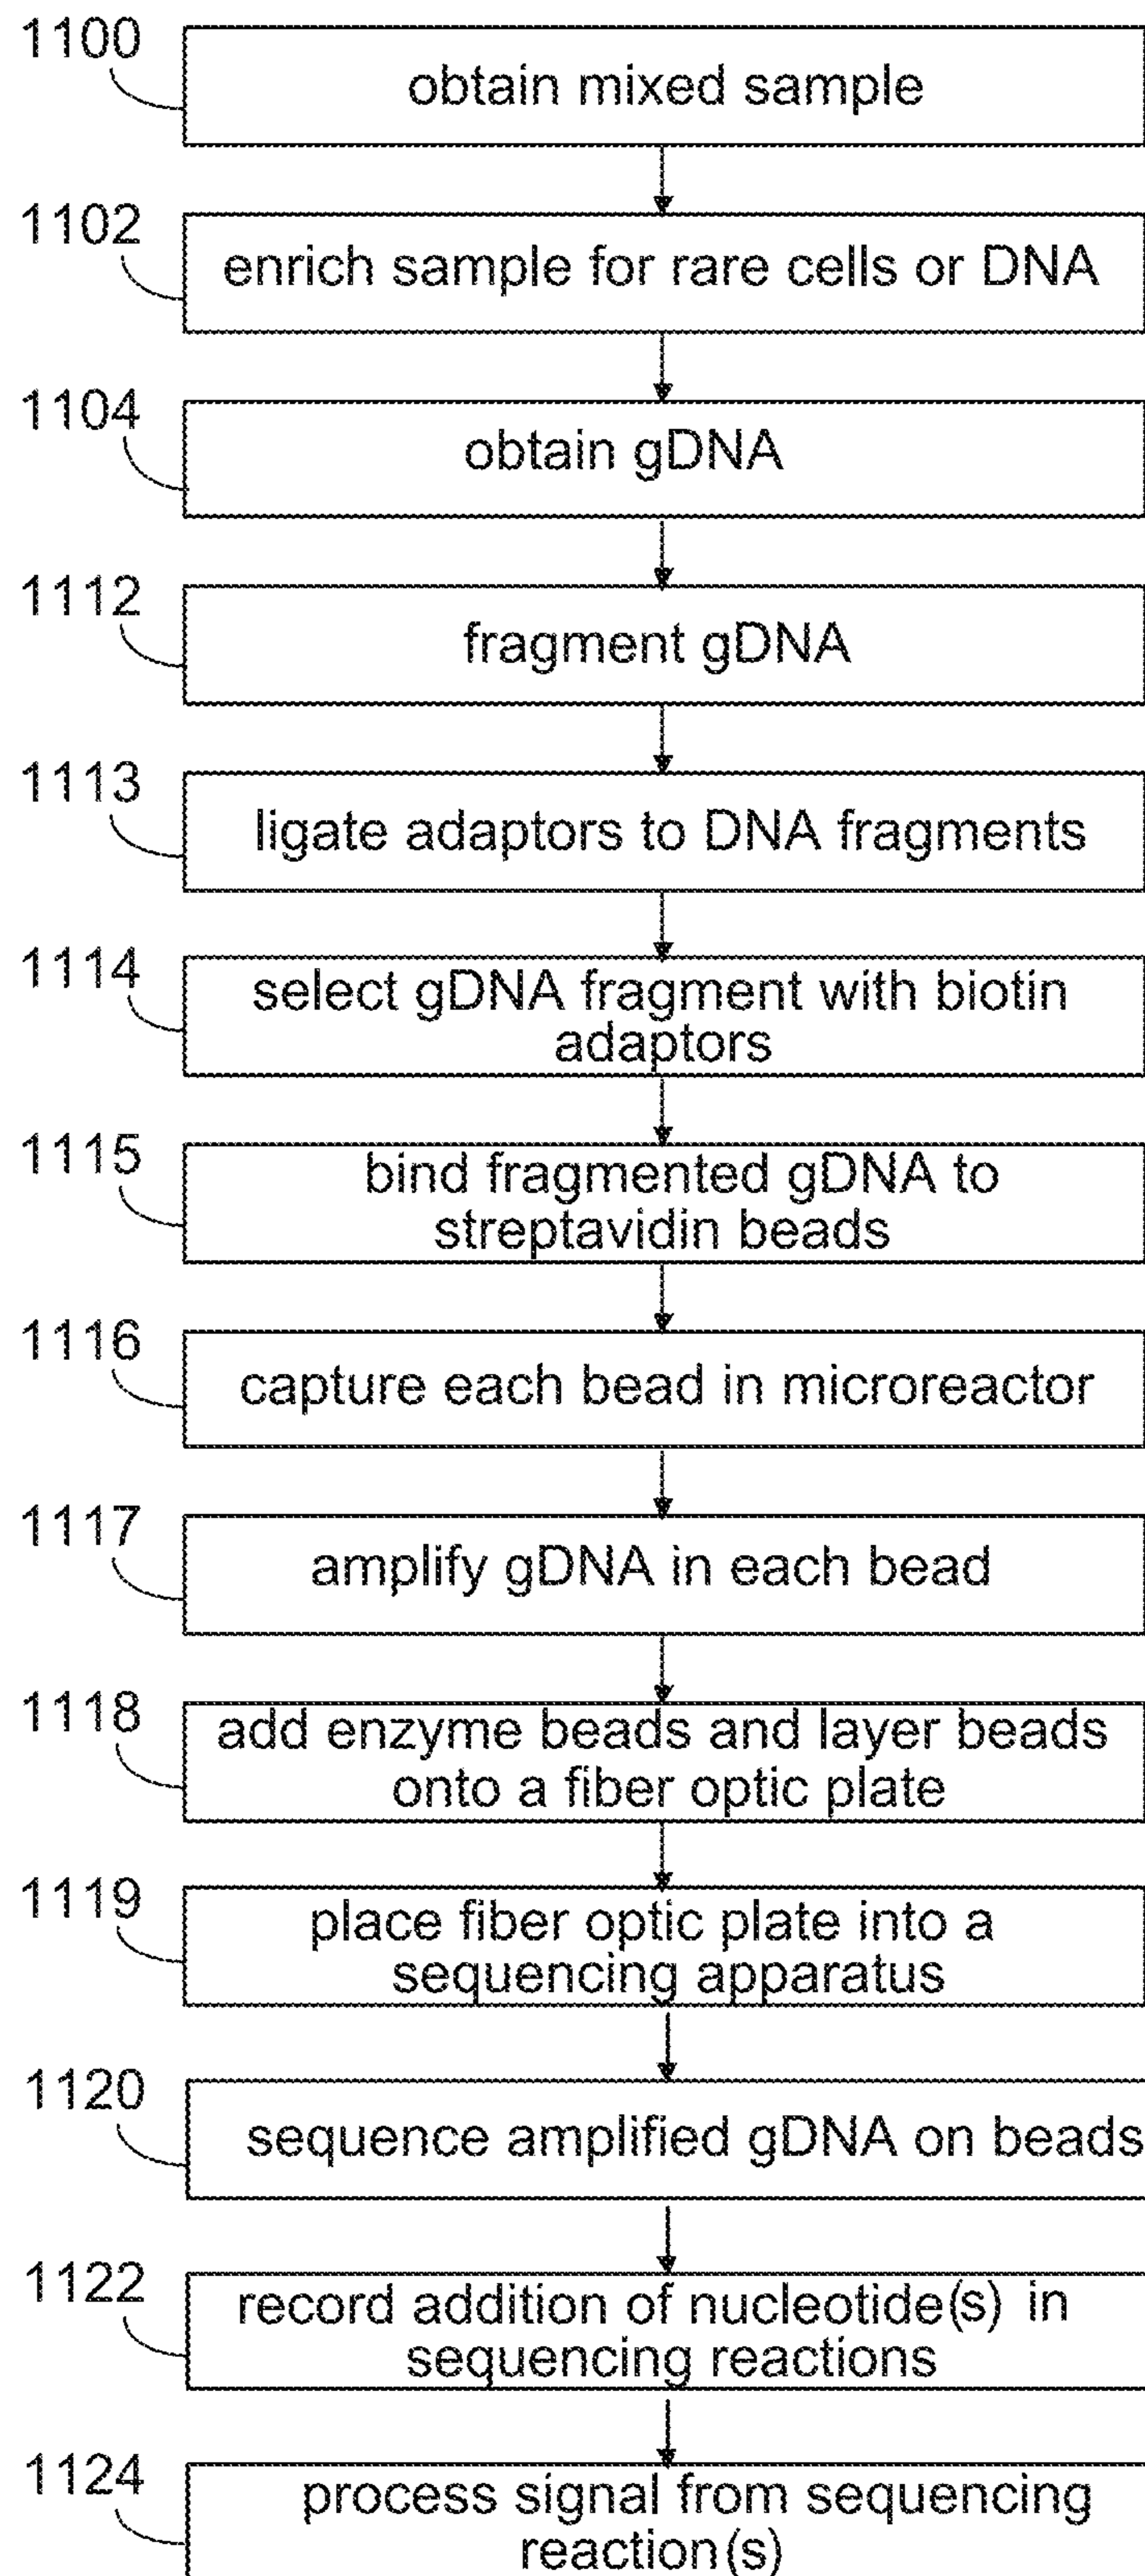 1100
obtain mixed sample
1102
enrich sample for rare cells or DNA
1104
obtain gDNA
1112
fragment gDNA
1113
ligate adaptors to DNA fragments
1114
select gDNA fragment with biotin
adaptors
1115
bind fragmented gDNA to
streptavidin beads
1116
capture each bead in microreactor
1117
amplify gDNA in each bead
1118
add enzyme beads and layer beads
onto a fiber optic plate
1119
place fiber optic plate into a
sequencing apparatus
1120
sequence amplified gDNA on beads
1122
record addition of nucleotide(s) in
sequencing reactions
1124
process signal from sequencing
reaction(s)